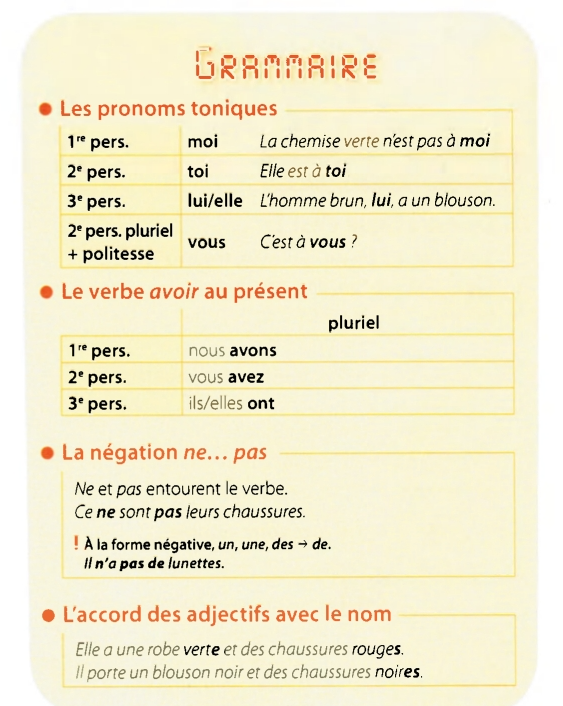 GRAMMAIRE
Les pronoms toniques
1re pers. moi La chemise verte n'est pas à moi
2e pers. toi Elle est à toi
3e pers. lui/elle L'homme brun, lui, a un blouson.
2e pers. pluriel
+ politesse vous C'est à vous ?
Le verbe avoir au présent
pluriel
1re pers. nous avons
2e pers. vous avez
3e pers. ils/elles ont
La négation ne... pas
Ne et pas entourent le verbe.
Ce ne sont pas leurs chaussures.
! À la forme négative, un, une, des → de.
Il n'a pas de lunettes.
L'accord des adjectifs avec le nom
Elle a une robe verte et des chaussures rouges.
Il porte un blouson noir et des chaussures noires.